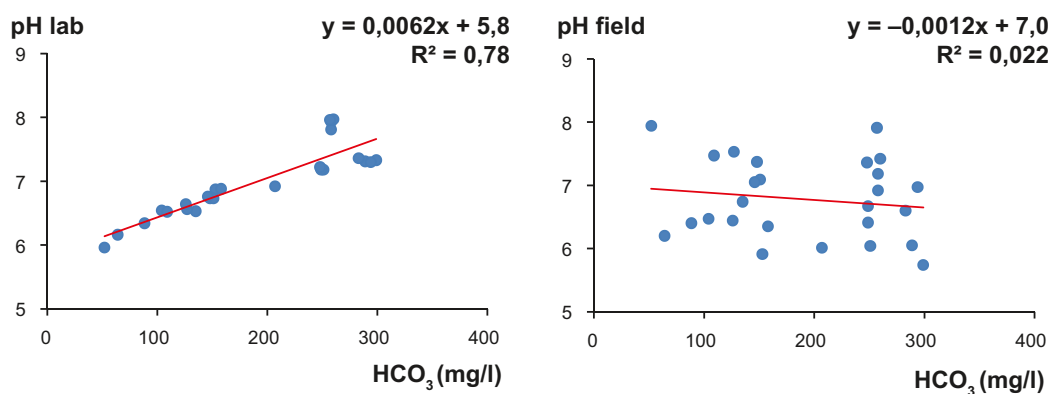 pH lab
y = 0,0062x + 5,8
R² = 0,78
9
8
7
6
5
0 100 200 300 400
HCO₃ (mg/l)
pH field
y = –0,0012x + 7,0
R² = 0,022
9
8
7
6
5
0 100 200 300 400
HCO₃ (mg/l)